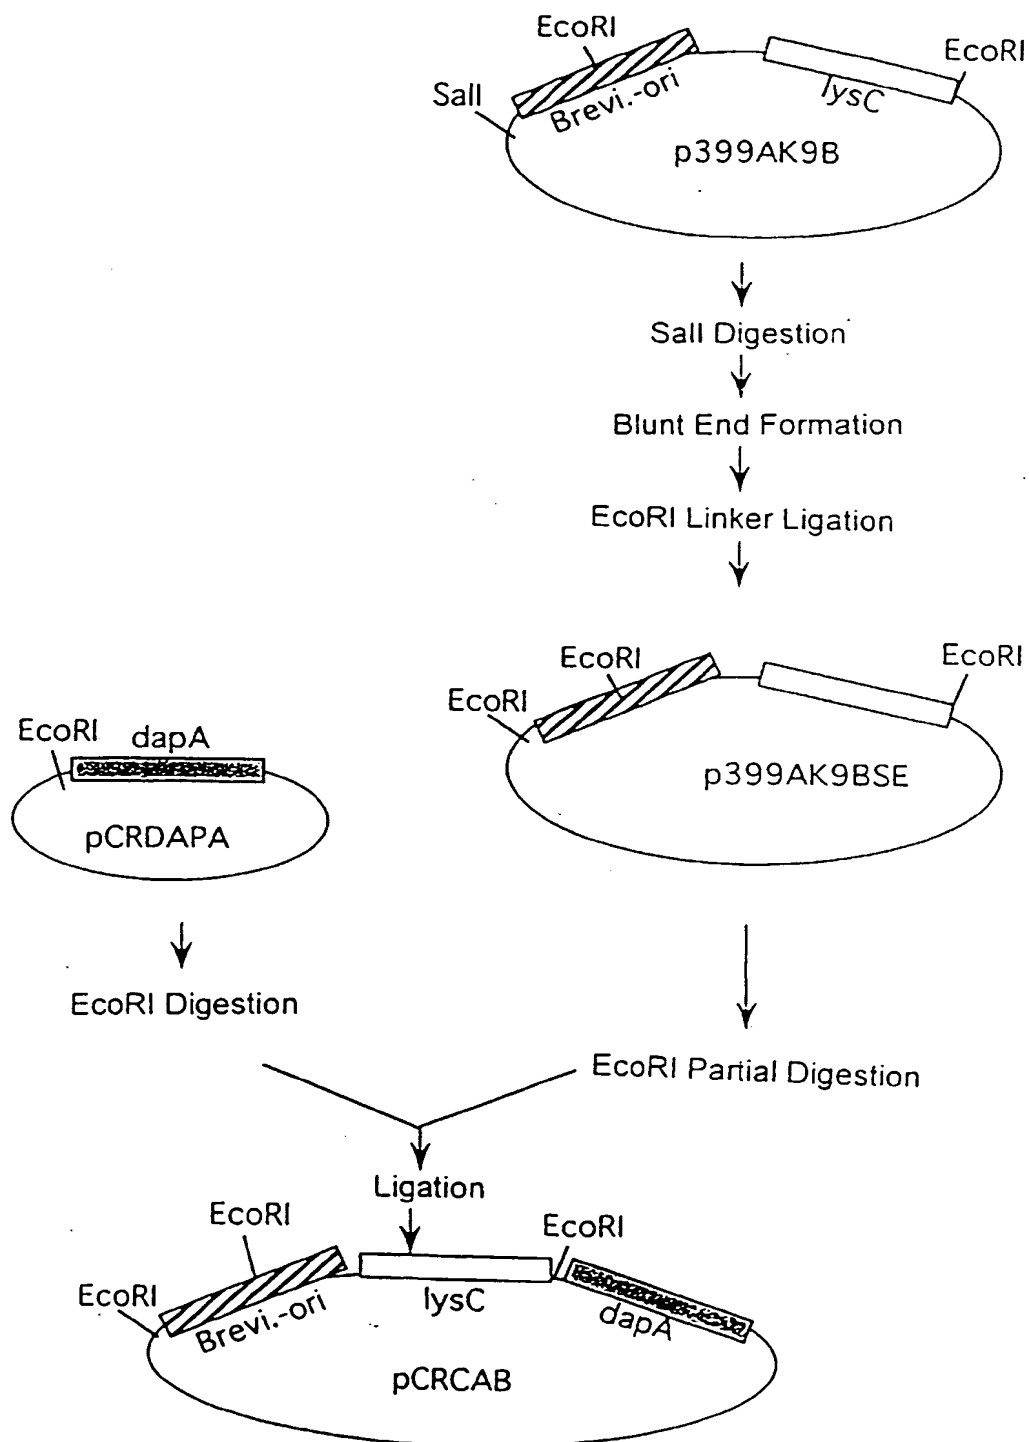 EcoRI
EcoRI
SalI
Brevi.-ori
lysC
p399AK9B
SalI Digestion
Blunt End Formation
EcoRI Linker Ligation
EcoRI
EcoRI
EcoRI
p399AK9BSE
EcoRI
dapA
pCRDAPA
EcoRI Digestion
EcoRI Partial Digestion
Ligation
EcoRI
EcoRI
EcoRI
Brevi.-ori
lysC
dapA
pCRCAB